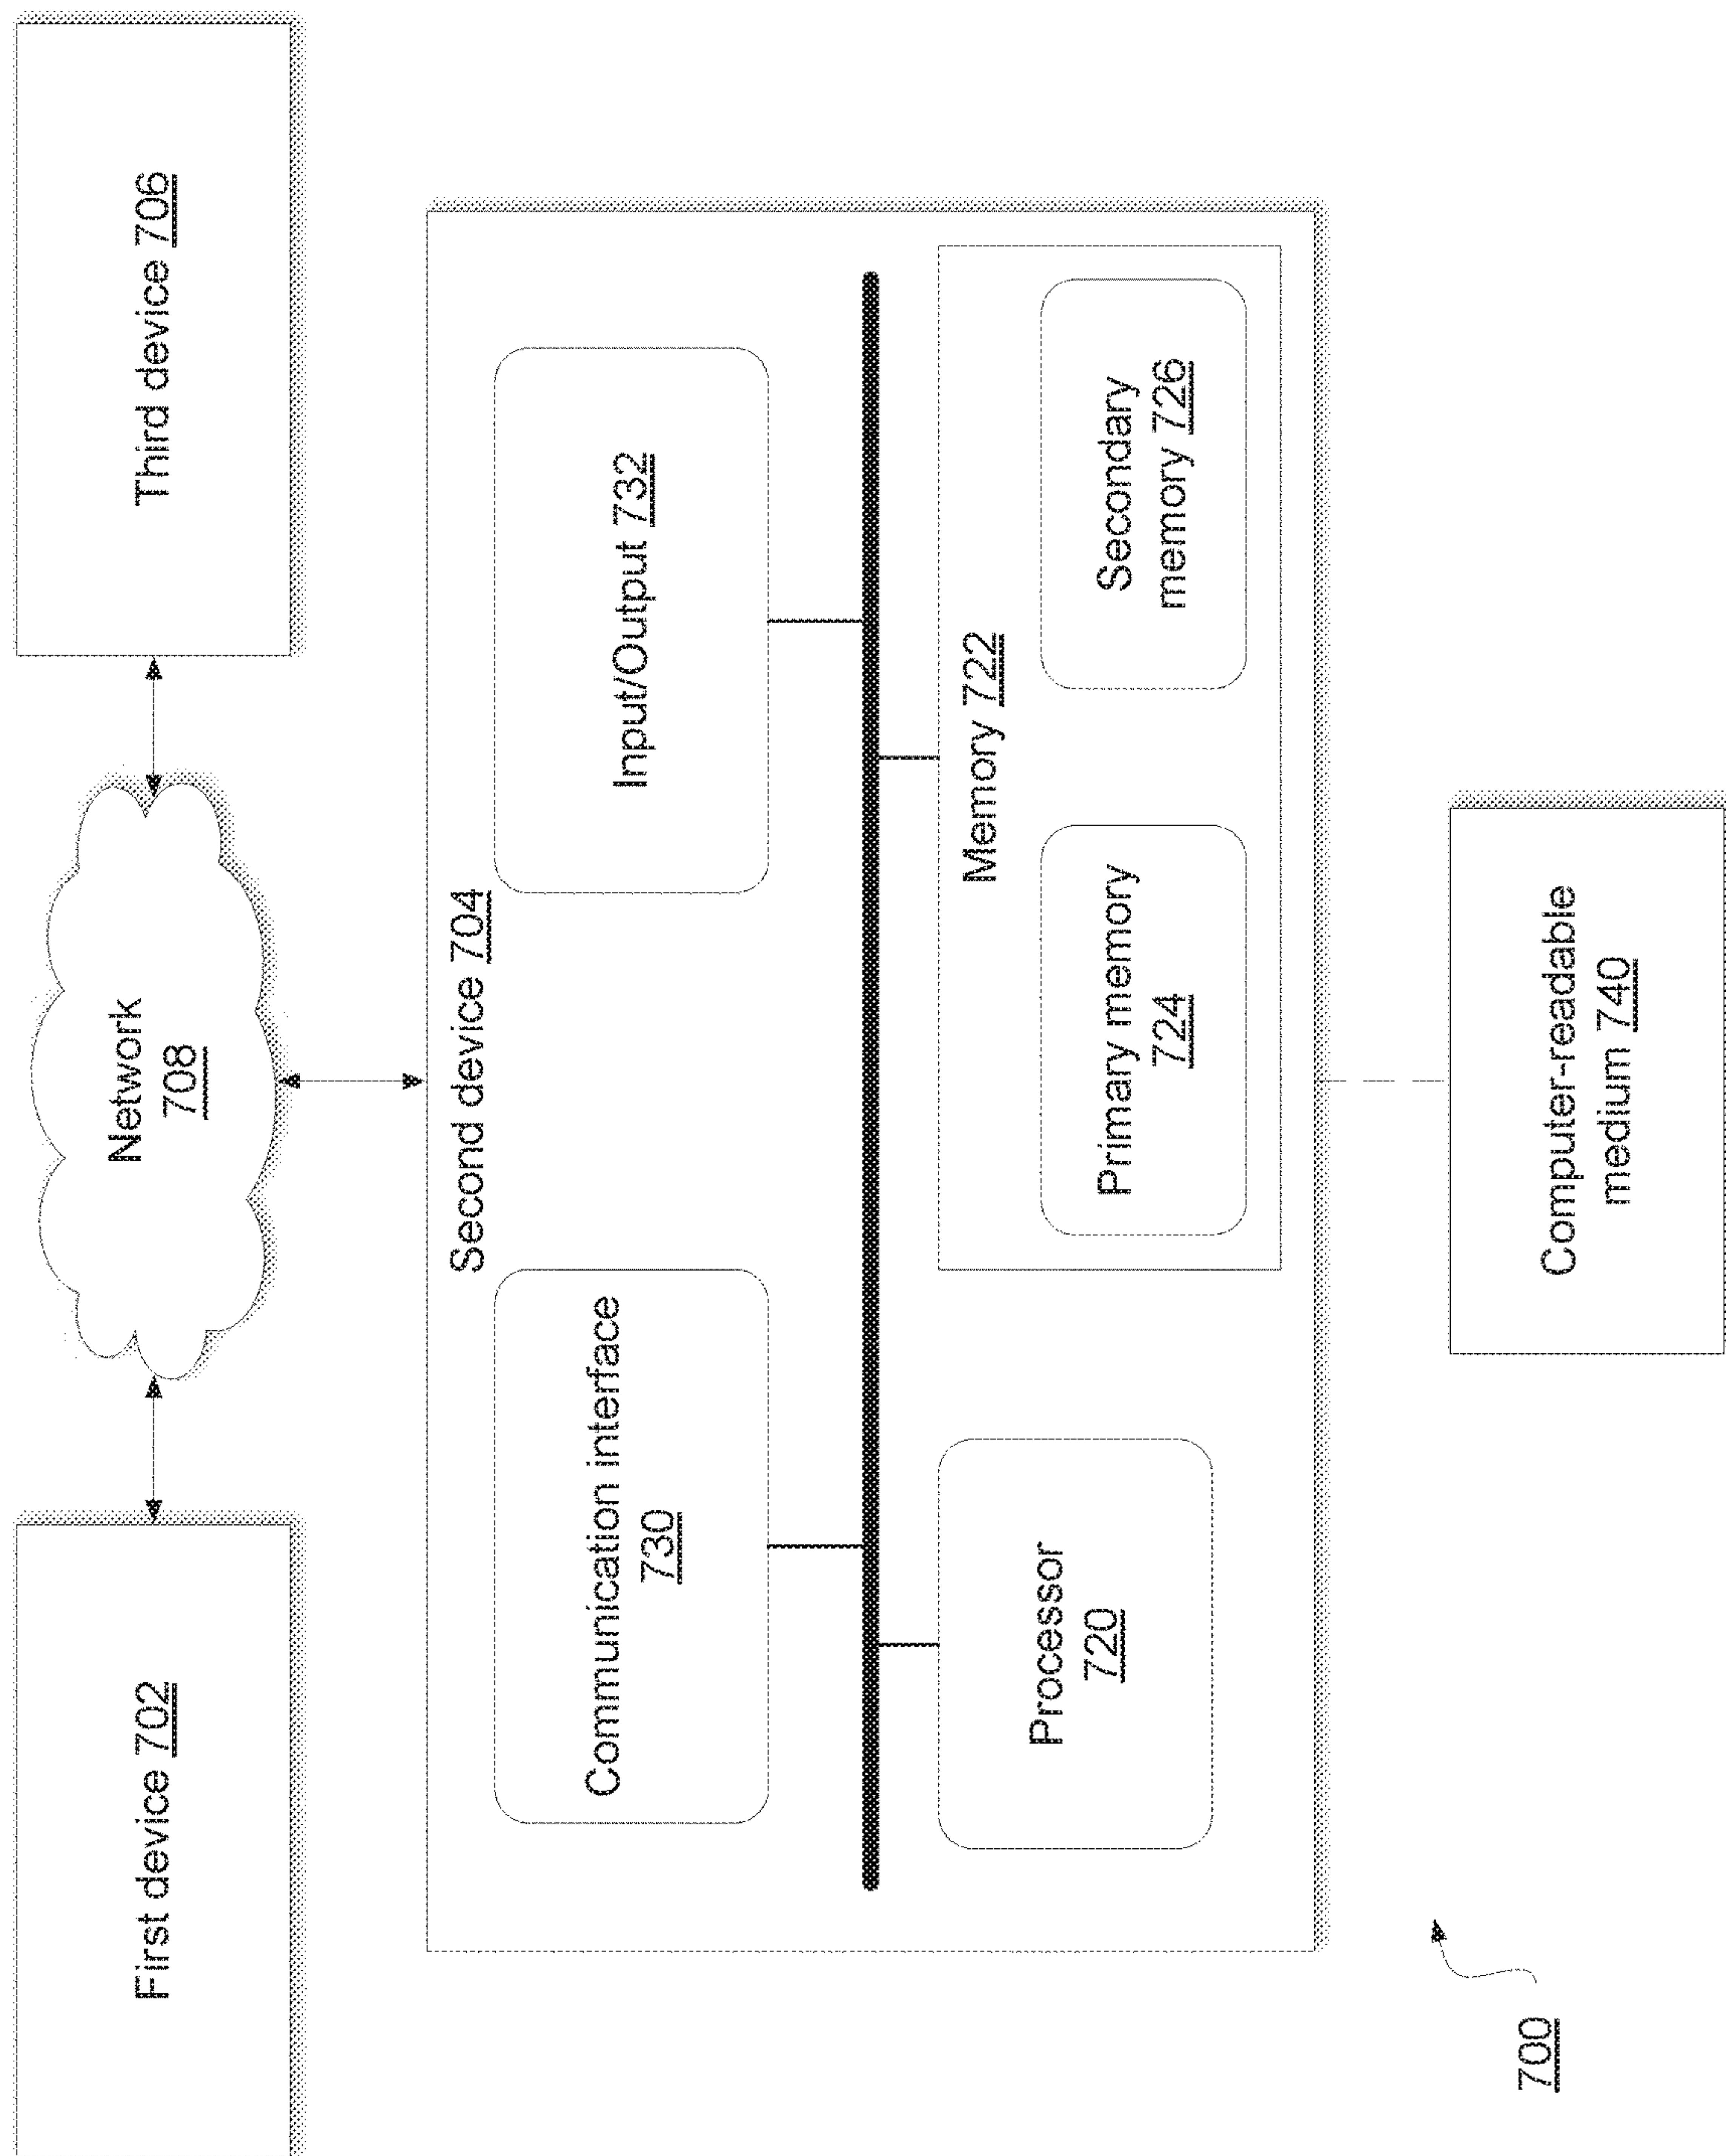 First device 702
Network
708
Third device 706
Second device 704
Communication interface
730
Input/Output 732
Processor
720
Memory 722
Primary memory
724
Secondary
memory 726
Computer-readable
medium 740
700